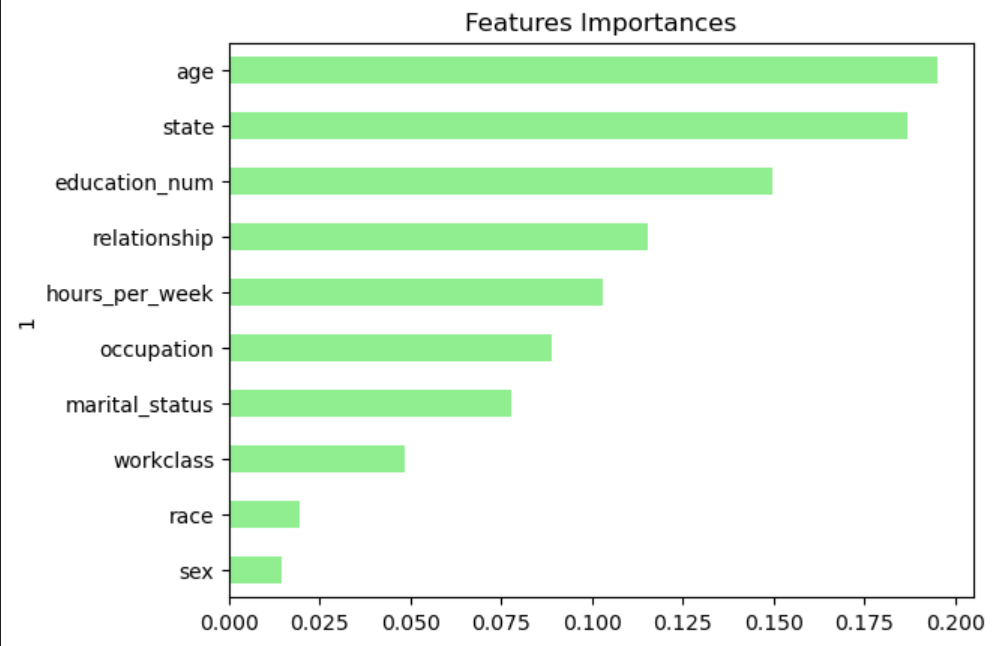 Features Importances
age
state
education_num
relationship
hours_per_week
1
occupation
marital_status
workclass
race
sex
0.000 0.025 0.050 0.075 0.100 0.125 0.150 0.175 0.200